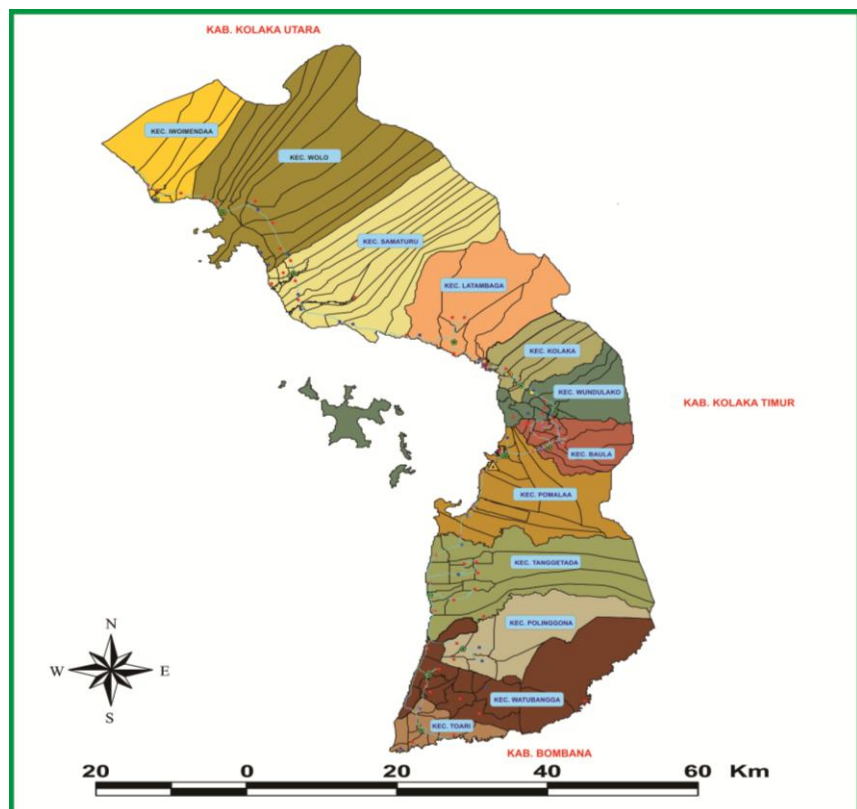 KAB. KOLAKA UTARA
KEC. IWOIMENDAA
KEC. WOLO
KEC. SAMATURU
KEC. LATAMBAGA
KEC. KOLAKA
KEC. WUNDULAKO
KAB. KOLAKA TIMUR
KEC. BAULA
KEC. POMALAA
KEC. TANGGETADA
KEC. POLINGGONA
N
W E
S
KEC. WATUBANGGA
KEC. TOARI
KAB. BOMBANA
20 0 20 40 60 Km